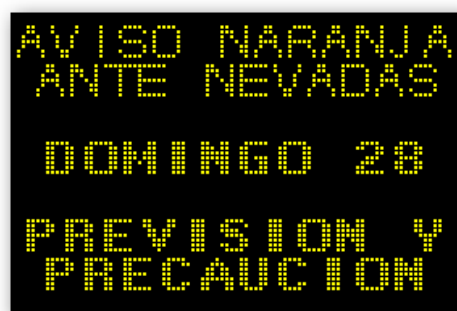 AVISO NARANJA
ANTE NEVADAS
DOMINGO 28
PREVISION Y
PRECAUCION